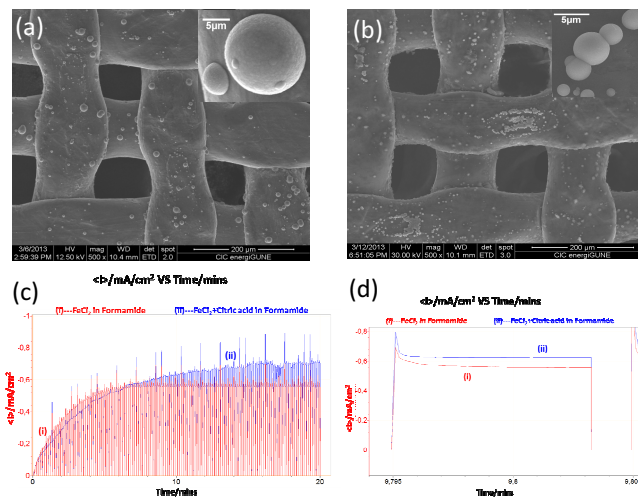 (a)
5µm
3/6/2013 HV mag WD det spot 200 µm
2:59:39 PM 12.50 kV 500 x 10.4 mm ETD 2.0 CIC energiGUNE
(b)
5µm
3/12/2013 HV mag WD det spot 200 µm
6:51:05 PM 30.00 kV 500 x 10.1 mm ETD 3.0 CIC energiGUNE
(c)
<I>/mA/cm² VS Time/mins
(i)---FeCl₂ in Formamide (ii)---FeCl₂+Citric acid in Formamide
<I>/mA/cm²
-1
-0.8
-0.6
-0.4
-0.2
0
(i)
(ii)
0 10 20
Time/mins
(d)
<I>/mA/cm² VS Time/mins
(i)---FeCl₂ in Formamide (ii)---FeCl₂+Citric acid in Formamide
<I>/mA/cm²
-0.8
-0.6
-0.4
-0.2
0
(ii)
(i)
9.795 9.8
Time/mins